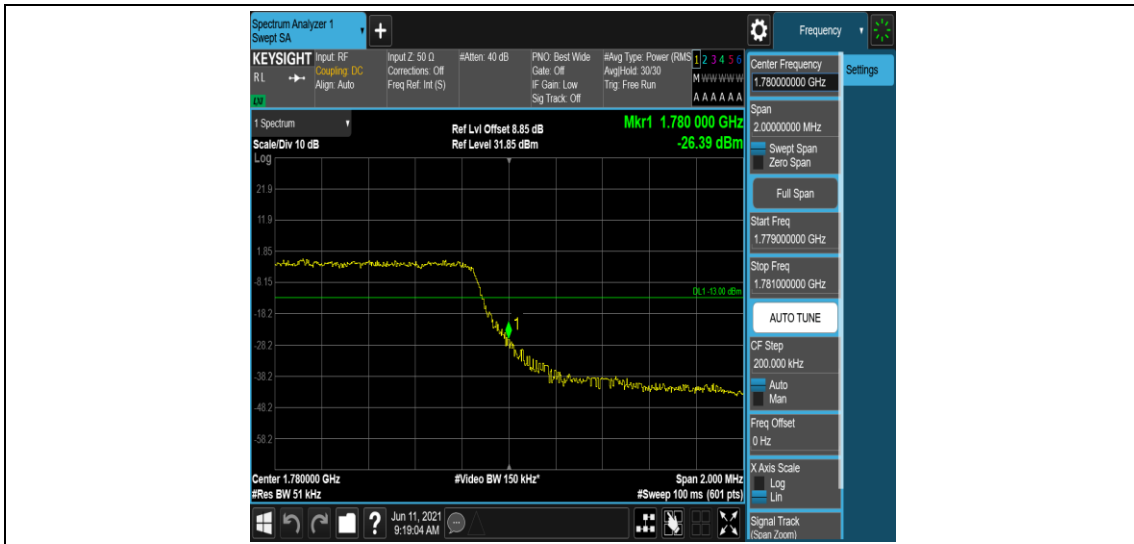 Spectrum Analyzer 1
Swept SA
+
Frequency
KEYSIGHT
RL
LXI
Input: RF
Coupling: DC
Align: Auto
Input Z: 50 Ω
Corrections: Off
Freq Ref: Int (S)
#Atten: 40 dB
PNO: Best Wide
Gate: Off
IF Gain: Low
Sig Track: Off
#Avg Type: Power (RMS
Avg|Hold: 30/30
Trig: Free Run
1 2 3 4 5 6
M W W W W W
A A A A A A
1 Spectrum
Scale/Div 10 dB
Ref Lvl Offset 8.85 dB
Ref Level 31.85 dBm
Mkr1 1.780 000 GHz
-26.39 dBm
Log
21.9
11.9
1.85
-8.15
-18.2
-28.2
-38.2
-48.2
-58.2
DL1 -13.00 dBm
1
Center 1.780000 GHz
#Res BW 51 kHz
#Video BW 150 kHz*
Span 2.000 MHz
#Sweep 100 ms (601 pts)
?
Jun 11, 2021
9:19:04 AM
Center Frequency
1.780000000 GHz
Settings
Span
2.00000000 MHz
Swept Span
Zero Span
Full Span
Start Freq
1.779000000 GHz
Stop Freq
1.781000000 GHz
AUTO TUNE
CF Step
200.000 kHz
Auto
Man
Freq Offset
0 Hz
X Axis Scale
Log
Lin
Signal Track
(Span Zoom)